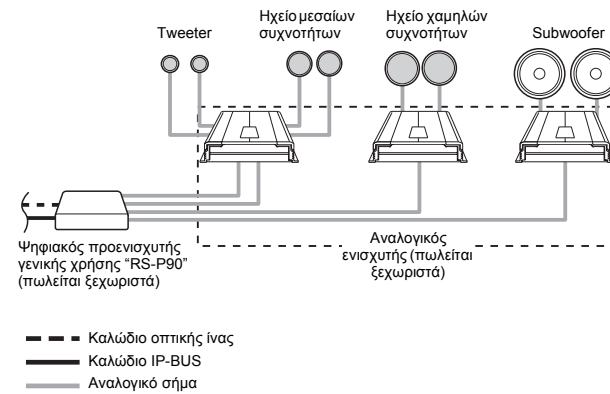 Tweeter
Ηχείο μεσαίων
συχνοτήτων
Ηχείο χαμηλών
συχνοτήτων
Subwoofer
Ψηφιακός προενισχυτής
γενικής χρήσης “RS-P90”
(πωλείται ξεχωριστά)
Αναλογικός
ενισχυτής (πωλείται
ξεχωριστά)
Καλώδιο οπτικής ίνας
Καλώδιο IP-BUS
Αναλογικό σήμα